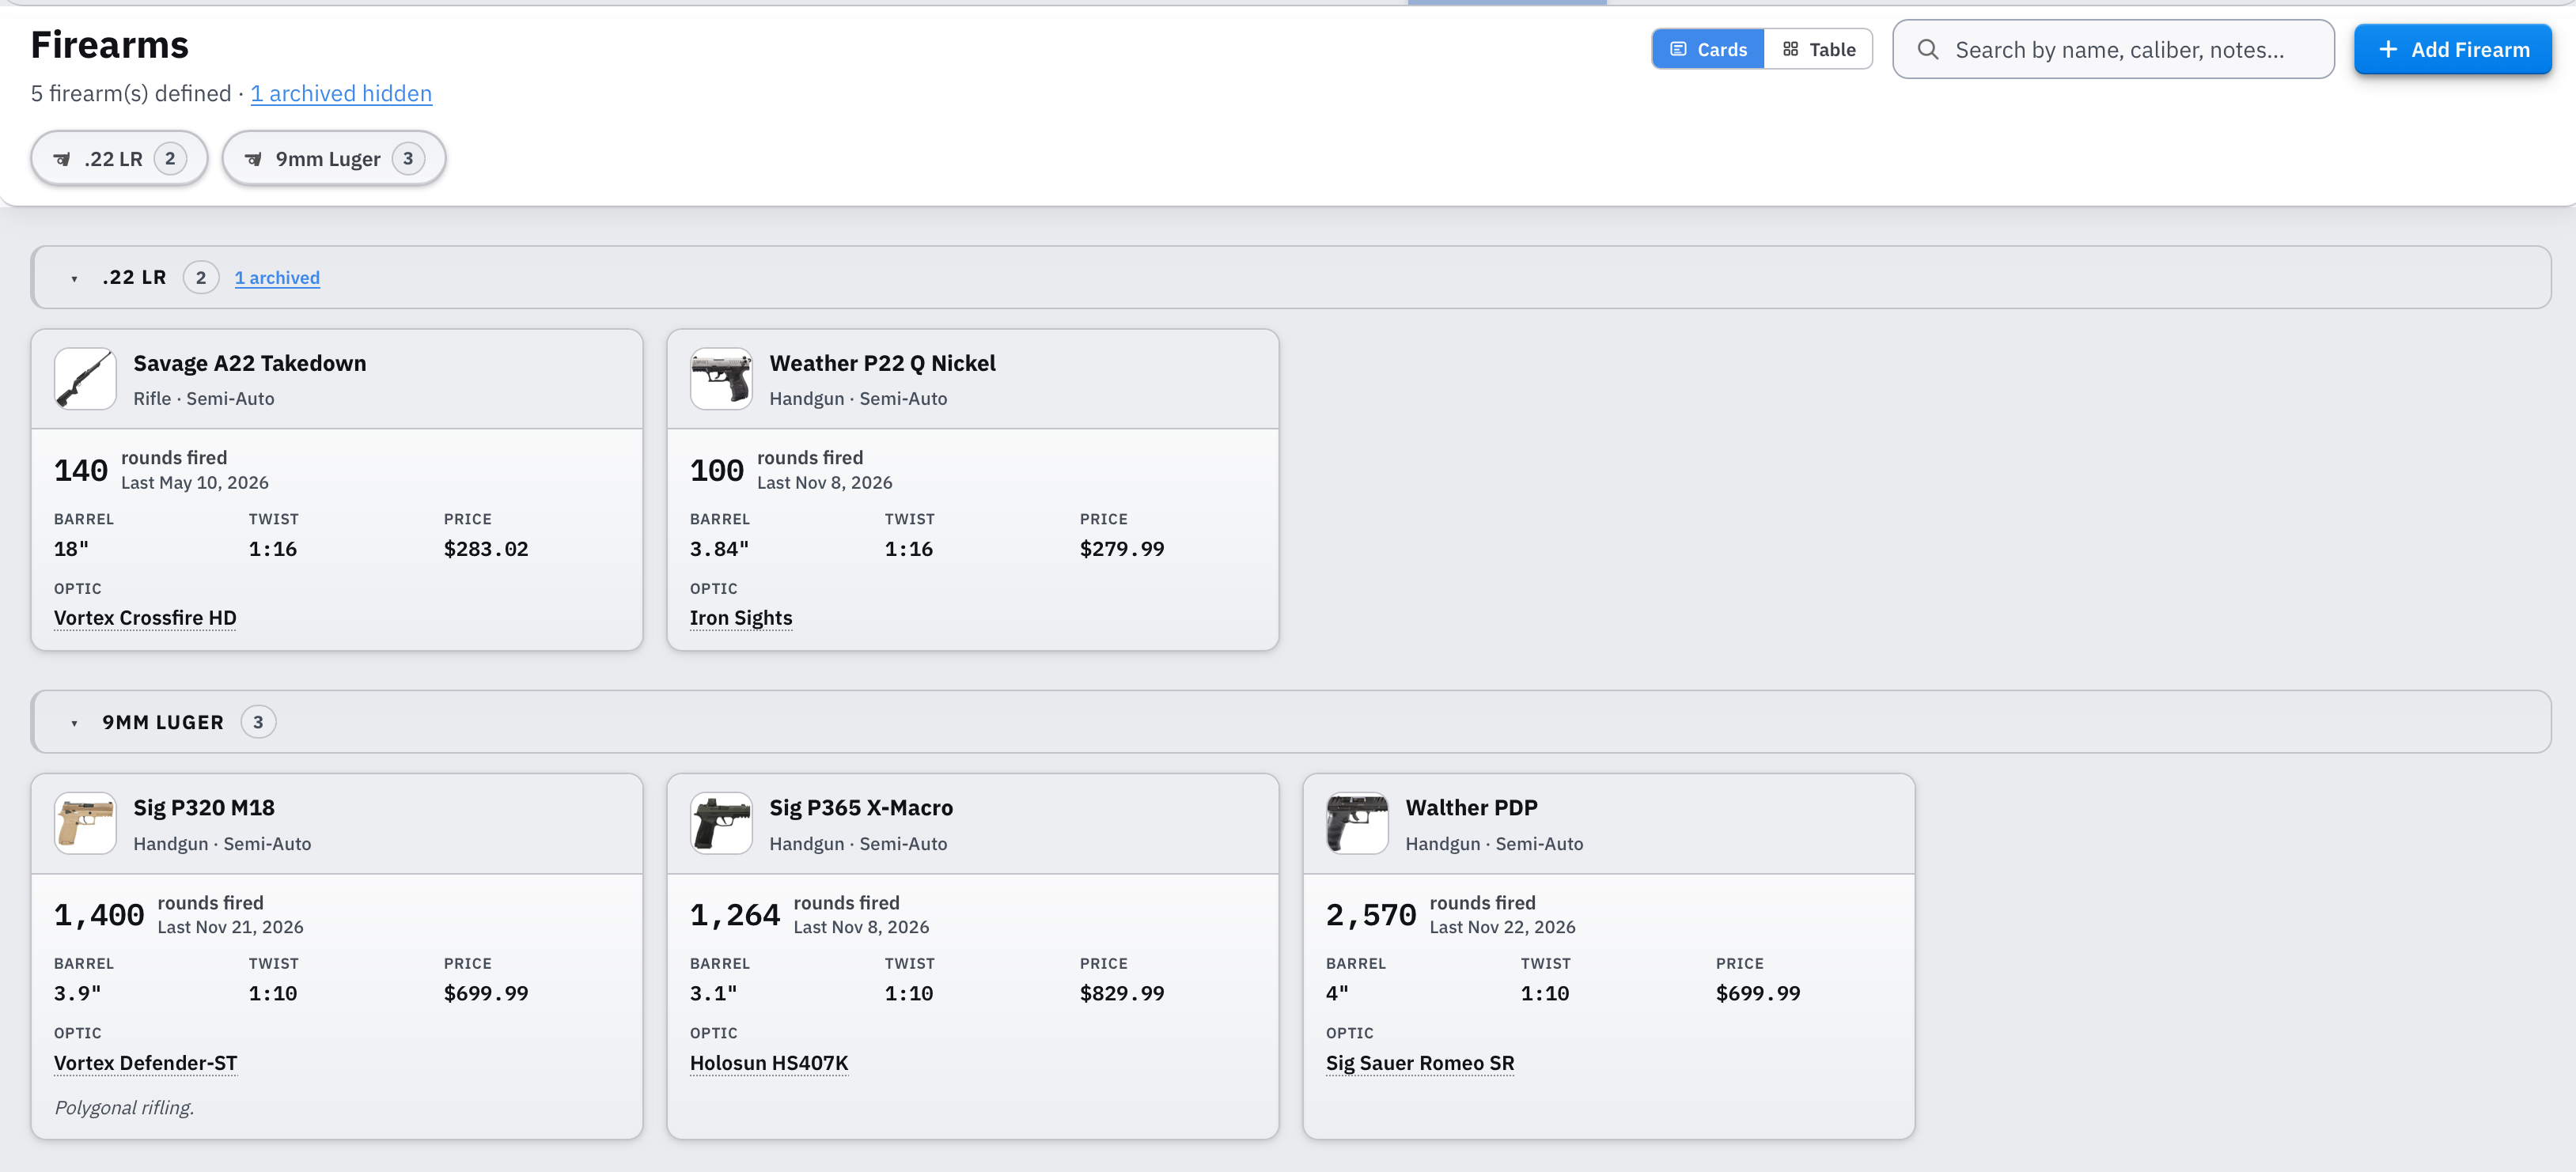 Firearms
Cards
Table
Search by name, caliber, notes...
Add Firearm
5 firearm(s) defined · 1 archived hidden
.22 LR 2
9mm Luger 3
.22 LR 2 1 archived
Savage A22 Takedown
Rifle · Semi-Auto
140 rounds fired
Last May 10, 2026
BARREL TWIST PRICE
18" 1:16 $283.02
OPTIC
Vortex Crossfire HD
Weather P22 Q Nickel
Handgun · Semi-Auto
100 rounds fired
Last Nov 8, 2026
BARREL TWIST PRICE
3.84" 1:16 $279.99
OPTIC
Iron Sights
9MM LUGER 3
Sig P320 M18
Handgun · Semi-Auto
1,400 rounds fired
Last Nov 21, 2026
BARREL TWIST PRICE
3.9" 1:10 $699.99
OPTIC
Vortex Defender-ST
Polygonal rifling.
Sig P365 X-Macro
Handgun · Semi-Auto
1,264 rounds fired
Last Nov 8, 2026
BARREL TWIST PRICE
3.1" 1:10 $829.99
OPTIC
Holosun HS407K
Walther PDP
Handgun · Semi-Auto
2,570 rounds fired
Last Nov 22, 2026
BARREL TWIST PRICE
4" 1:10 $699.99
OPTIC
Sig Sauer Romeo SR